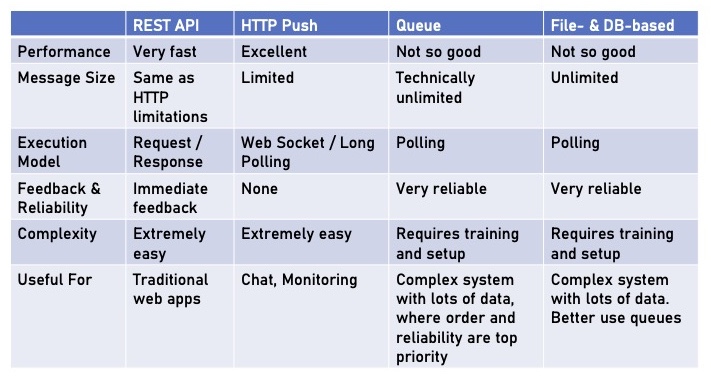 REST API HTTP Push Queue File- & DB-based
Performance Very fast Excellent Not so good Not so good
Message Size Same as Limited Technically Unlimited
HTTP unlimited
limitations
Execution Request / Web Socket / Long Polling Polling
Model Response Polling
Feedback & Immediate None Very reliable Very reliable
Reliability feedback
Complexity Extremely Extremely easy Requires training Requires training
easy and setup and setup
Useful For Traditional Chat, Monitoring Complex system Complex system
web apps with lots of data, with lots of data.
where order and Better use queues
reliability are top
priority